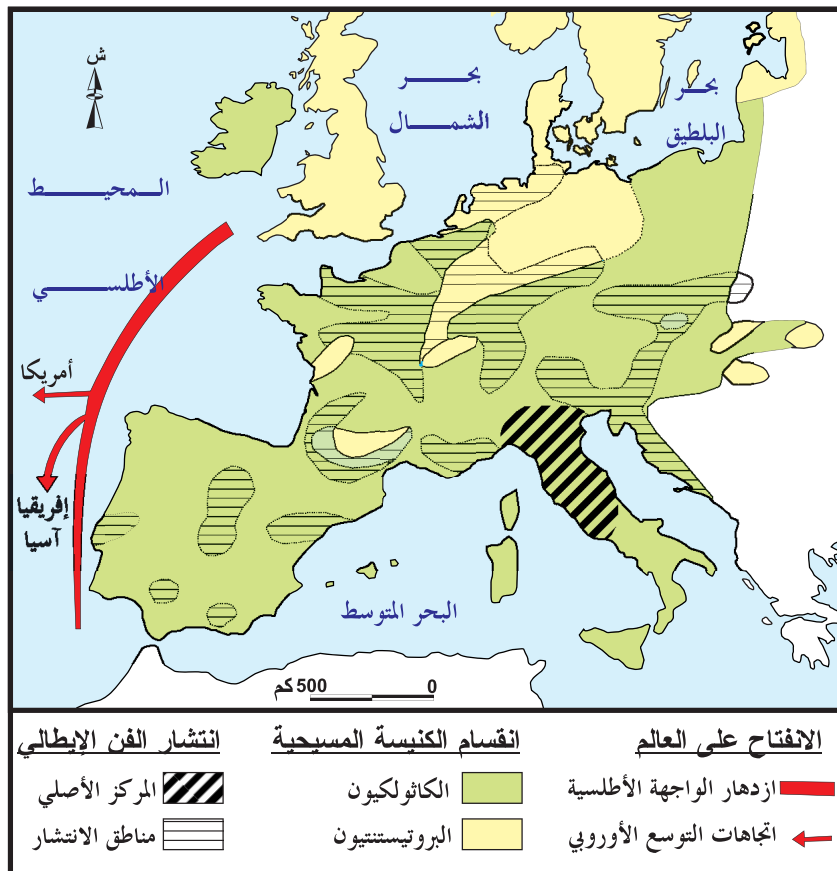 ش
بحر
الشمال
بحر
البلطيق
المحيط
الأطلسي
أمريكا
إفريقيا
آسيا
البحر المتوسط
500 كم
0
الانفتاح على العالم
ازدهار الواجهة الأطلسية
اتجاهات التوسع الأوروبي
انقسام الكنيسة المسيحية
الكاثولكيون
البروتيستنتيون
انتشار الفن الإيطالي
المركز الأصلي
مناطق الانتشار